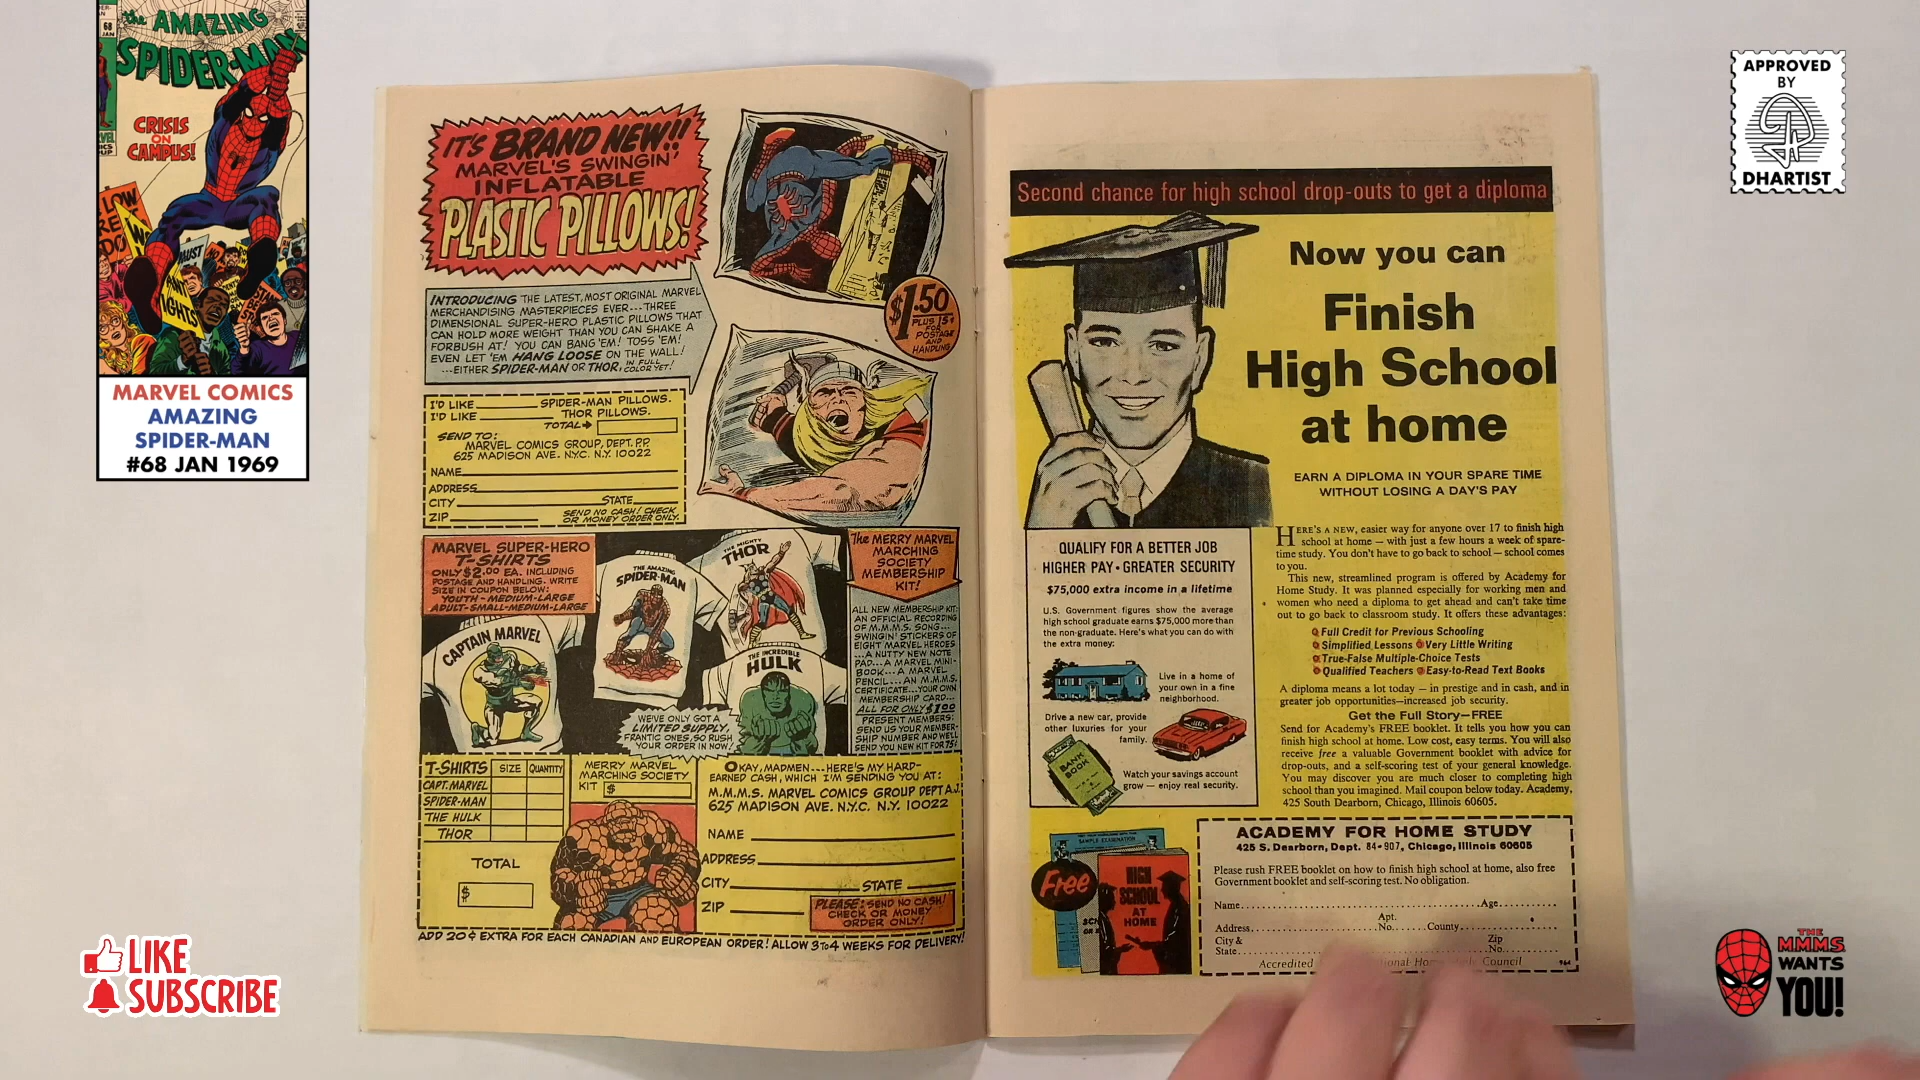 the AMAZING
SPIDER-MAN
68
JAN
CRISIS
ON
CAMPUS!
MARVEL COMICS
AMAZING
SPIDER-MAN
#68 JAN 1969
LIKE
SUBSCRIBE
IT'S BRAND NEW!!
MARVEL'S SWINGIN'
INFLATABLE
PLASTIC PILLOWS!
INTRODUCING THE LATEST, MOST ORIGINAL MARVEL
MERCHANDISING MASTERPIECES EVER...THREE
DIMENSIONAL SUPER-HERO PLASTIC PILLOWS THAT
CAN HOLD MORE WEIGHT THAN YOU CAN SHAKE A
FORBUSH AT! YOU CAN BANG 'EM! TOSS 'EM!
EVEN LET 'EM HANG LOOSE ON THE WALL!
...EITHER SPIDER-MAN OR THOR, IN FULL COLOR YET!
$1.50
PLUS 15¢
FOR
POSTAGE
AND
HANDLING
I'D LIKE SPIDER-MAN PILLOWS.
I'D LIKE THOR PILLOWS.
TOTAL
SEND TO:
MARVEL COMICS GROUP, DEPT. P.P.
625 MADISON AVE. N.Y.C. N.Y. 10022
NAME
ADDRESS
CITY STATE
ZIP SEND NO CASH! CHECK
OR MONEY ORDER ONLY.
MARVEL SUPER-HERO
T-SHIRTS
ONLY $2.00 EA. INCLUDING
POSTAGE AND HANDLING. WRITE
SIZE IN COUPON BELOW:
YOUTH-MEDIUM-LARGE
ADULT-SMALL-MEDIUM-LARGE
CAPTAIN MARVEL
THE AMAZING
SPIDER-MAN
THE MIGHTY
THOR
THE INCREDIBLE
HULK
WE'VE ONLY GOT A
LIMITED SUPPLY,
FRANTIC ONES, SO RUSH
YOUR ORDER IN NOW!
The MERRY MARVEL
MARCHING
SOCIETY
MEMBERSHIP
KIT!
ALL NEW MEMBERSHIP KIT:
AN OFFICIAL RECORDING
OF M.M.M.S. SONG...
SWINGIN' STICKERS OF
EIGHT MARVEL HEROES
...A NUTTY NEW NOTE
PAD...A MARVEL MINI-
BOOK...A MARVEL
PENCIL...AN M.M.M.S.
CERTIFICATE...YOUR OWN
MEMBERSHIP CARD...
ALL FOR ONLY $1.00
PRESENT MEMBERS:
SEND US YOUR MEMBER-
SHIP NUMBER AND WE'LL
SEND YOU NEW KIT FOR 75¢
T-SHIRTS SIZE QUANTITY
CAPT. MARVEL
SPIDER-MAN
THE HULK
THOR
TOTAL
$
MERRY MARVEL
MARCHING SOCIETY
KIT $
OKAY, MADMEN...HERE'S MY HARD-
EARNED CASH, WHICH I'M SENDING YOU AT:
M.M.M.S. MARVEL COMICS GROUP DEPT A.J.
625 MADISON AVE. N.Y.C. N.Y. 10022
NAME
ADDRESS
CITY STATE
ZIP
PLEASE: SEND NO CASH!
CHECK OR MONEY
ORDER ONLY!
ADD 20¢ EXTRA FOR EACH CANADIAN AND EUROPEAN ORDER! ALLOW 3 TO 4 WEEKS FOR DELIVERY!
Second chance for high school drop-outs to get a diploma
Now you can
Finish
High School
at home
EARN A DIPLOMA IN YOUR SPARE TIME
WITHOUT LOSING A DAY'S PAY
HERE'S A NEW, easier way for anyone over 17 to finish high
school at home — with just a few hours a week of spare-
time study. You don't have to go back to school — school comes
to you.
This new, streamlined program is offered by Academy for
Home Study. It was planned especially for working men and
women who need a diploma to get ahead and can't take time
out to go back to classroom study. It offers these advantages:
Full Credit for Previous Schooling
Simplified Lessons Very Little Writing
True-False Multiple-Choice Tests
Qualified Teachers Easy-to-Read Text Books
A diploma means a lot today — in prestige and in cash, and in
greater job opportunities—increased job security.
Get the Full Story—FREE
Send for Academy's FREE booklet. It tells you how you can
finish high school at home. Low cost, easy terms. You will also
receive free a valuable Government booklet with advice for
drop-outs, and a self-scoring test of your general knowledge.
You may discover you are much closer to completing high
school than you imagined. Mail coupon below today. Academy,
425 South Dearborn, Chicago, Illinois 60605.
QUALIFY FOR A BETTER JOB
HIGHER PAY • GREATER SECURITY
$75,000 extra income in a lifetime
U.S. Government figures show the average
high school graduate earns $75,000 more than
the non-graduate. Here's what you can do with
the extra money:
Live in a home of
your own in a fine
neighborhood.
Drive a new car, provide
other luxuries for your
family.
BANK
BOOK
Watch your savings account
grow — enjoy real security.
SAMPLE EXAMINATION
Free
HIGH
SCHOOL
AT
HOME
ACADEMY FOR HOME STUDY
425 S. Dearborn, Dept. 84-907, Chicago, Illinois 60605
Please rush FREE booklet on how to finish high school at home, also free
Government booklet and self-scoring test. No obligation.
Name Age
Apt.
Address No. County
City & Zip
State No.
Accredited Council
APPROVED
BY
DHARTIST
THE
M.M.M.S.
WANTS
YOU!